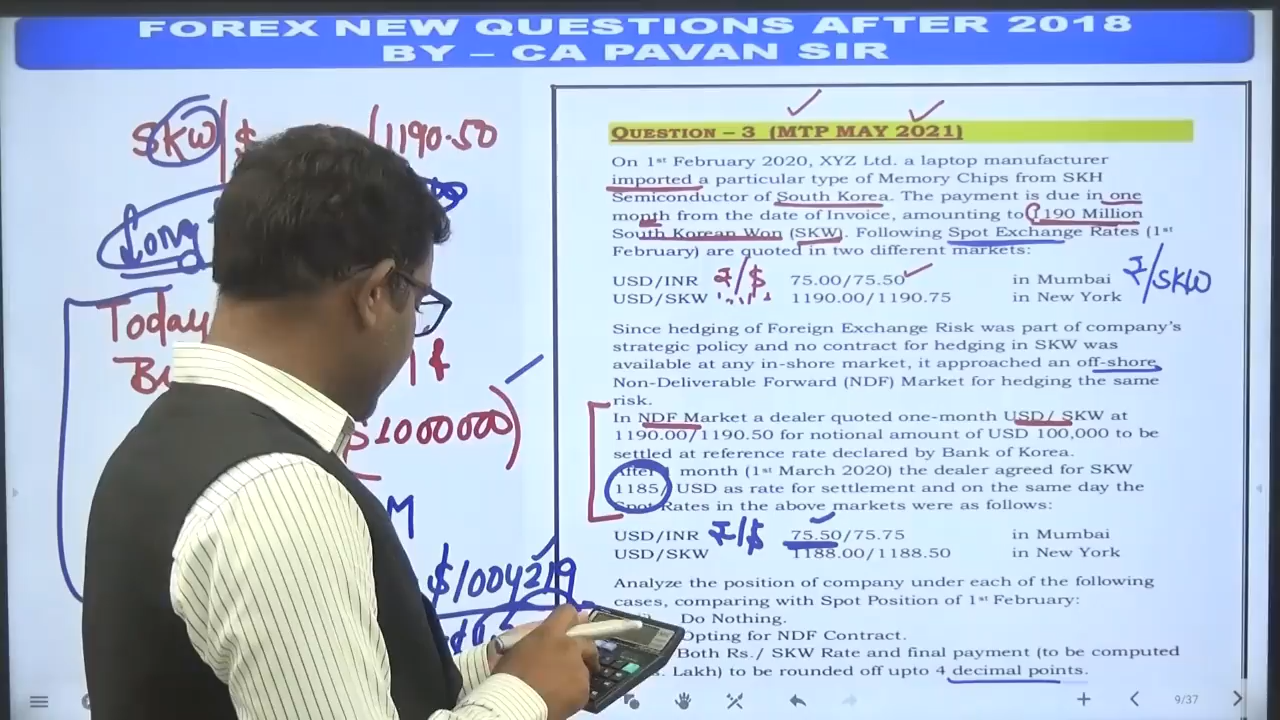 FOREX NEW QUESTIONS AFTER 2018
BY – CA PAVAN SIR
SKW/$ /1190.50
Long
Today
1$
$1000000)
M
$1004219
QUESTION – 3 (MTP MAY 2021)
On 1st February 2020, XYZ Ltd. a laptop manufacturer
imported a particular type of Memory Chips from SKH
Semiconductor of South Korea. The payment is due in one
month from the date of Invoice, amounting to 1190 Million
South Korean Won (SKW). Following Spot Exchange Rates (1st
February) are quoted in two different markets:
USD/INR ₹/$ 75.00/75.50 in Mumbai ₹/SKW
USD/SKW 1190.00/1190.75 in New York
Since hedging of Foreign Exchange Risk was part of company's
strategic policy and no contract for hedging in SKW was
available at any in-shore market, it approached an off-shore
Non-Deliverable Forward (NDF) Market for hedging the same
risk.
In NDF Market a dealer quoted one-month USD/ SKW at
1190.00/1190.50 for notional amount of USD 100,000 to be
settled at reference rate declared by Bank of Korea.
After 1 month (1st March 2020) the dealer agreed for SKW
1185/ USD as rate for settlement and on the same day the
Spot Rates in the above markets were as follows:
USD/INR ₹/$ 75.50/75.75 in Mumbai
USD/SKW 1188.00/1188.50 in New York
Analyze the position of company under each of the following
cases, comparing with Spot Position of 1st February:
Do Nothing.
Opting for NDF Contract.
Both Rs./ SKW Rate and final payment (to be computed
Lakh) to be rounded off upto 4 decimal points.
9/37